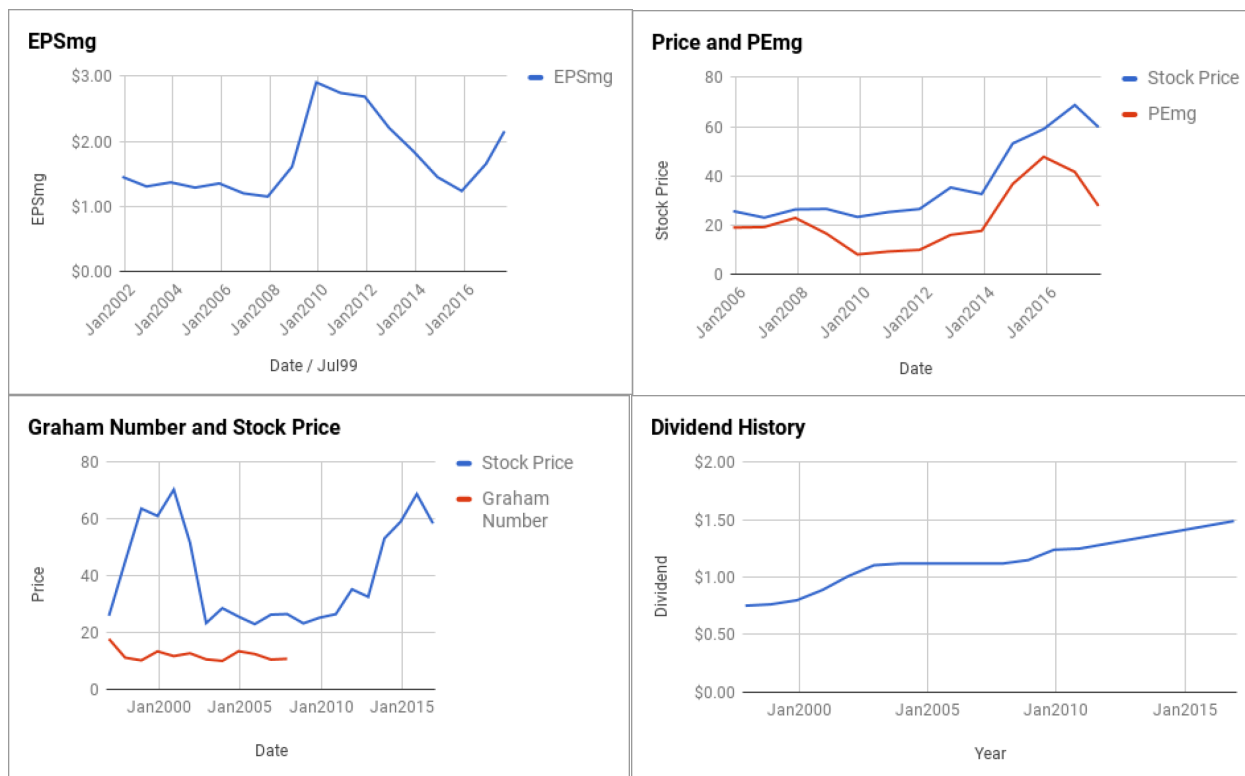 EPSmg
EPSmg
$3.00
$2.00
$1.00
$0.00
EPSmg
Jan2002
Jan2004
Jan2006
Jan2008
Jan2010
Jan2012
Jan2014
Jan2016
Date / Jul99
Price and PEmg
Stock Price
PEmg
80
60
40
20
0
Stock Price
Jan2006
Jan2008
Jan2010
Jan2012
Jan2014
Jan2016
Date
Graham Number and Stock Price
Stock Price
Graham
Number
80
60
40
20
0
Price
Jan2000
Jan2005
Jan2010
Jan2015
Date
Dividend History
$2.00
$1.50
$1.00
$0.50
$0.00
Dividend
Jan2000
Jan2005
Jan2010
Jan2015
Year